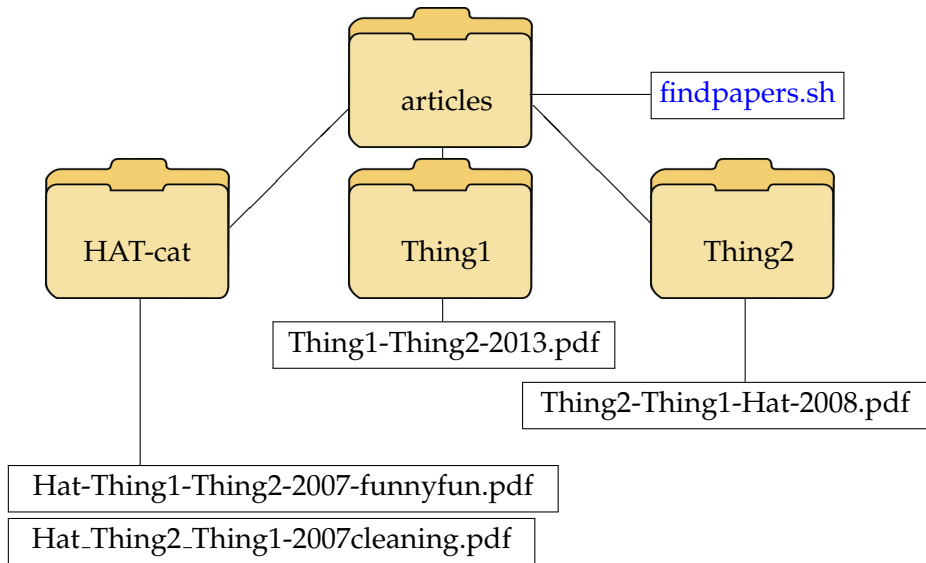 articles
findpapers.sh
HAT-cat
Thing1
Thing2
Thing1-Thing2-2013.pdf
Thing2-Thing1-Hat-2008.pdf
Hat-Thing1-Thing2-2007-funnyfun.pdf
Hat_Thing2_Thing1-2007cleaning.pdf